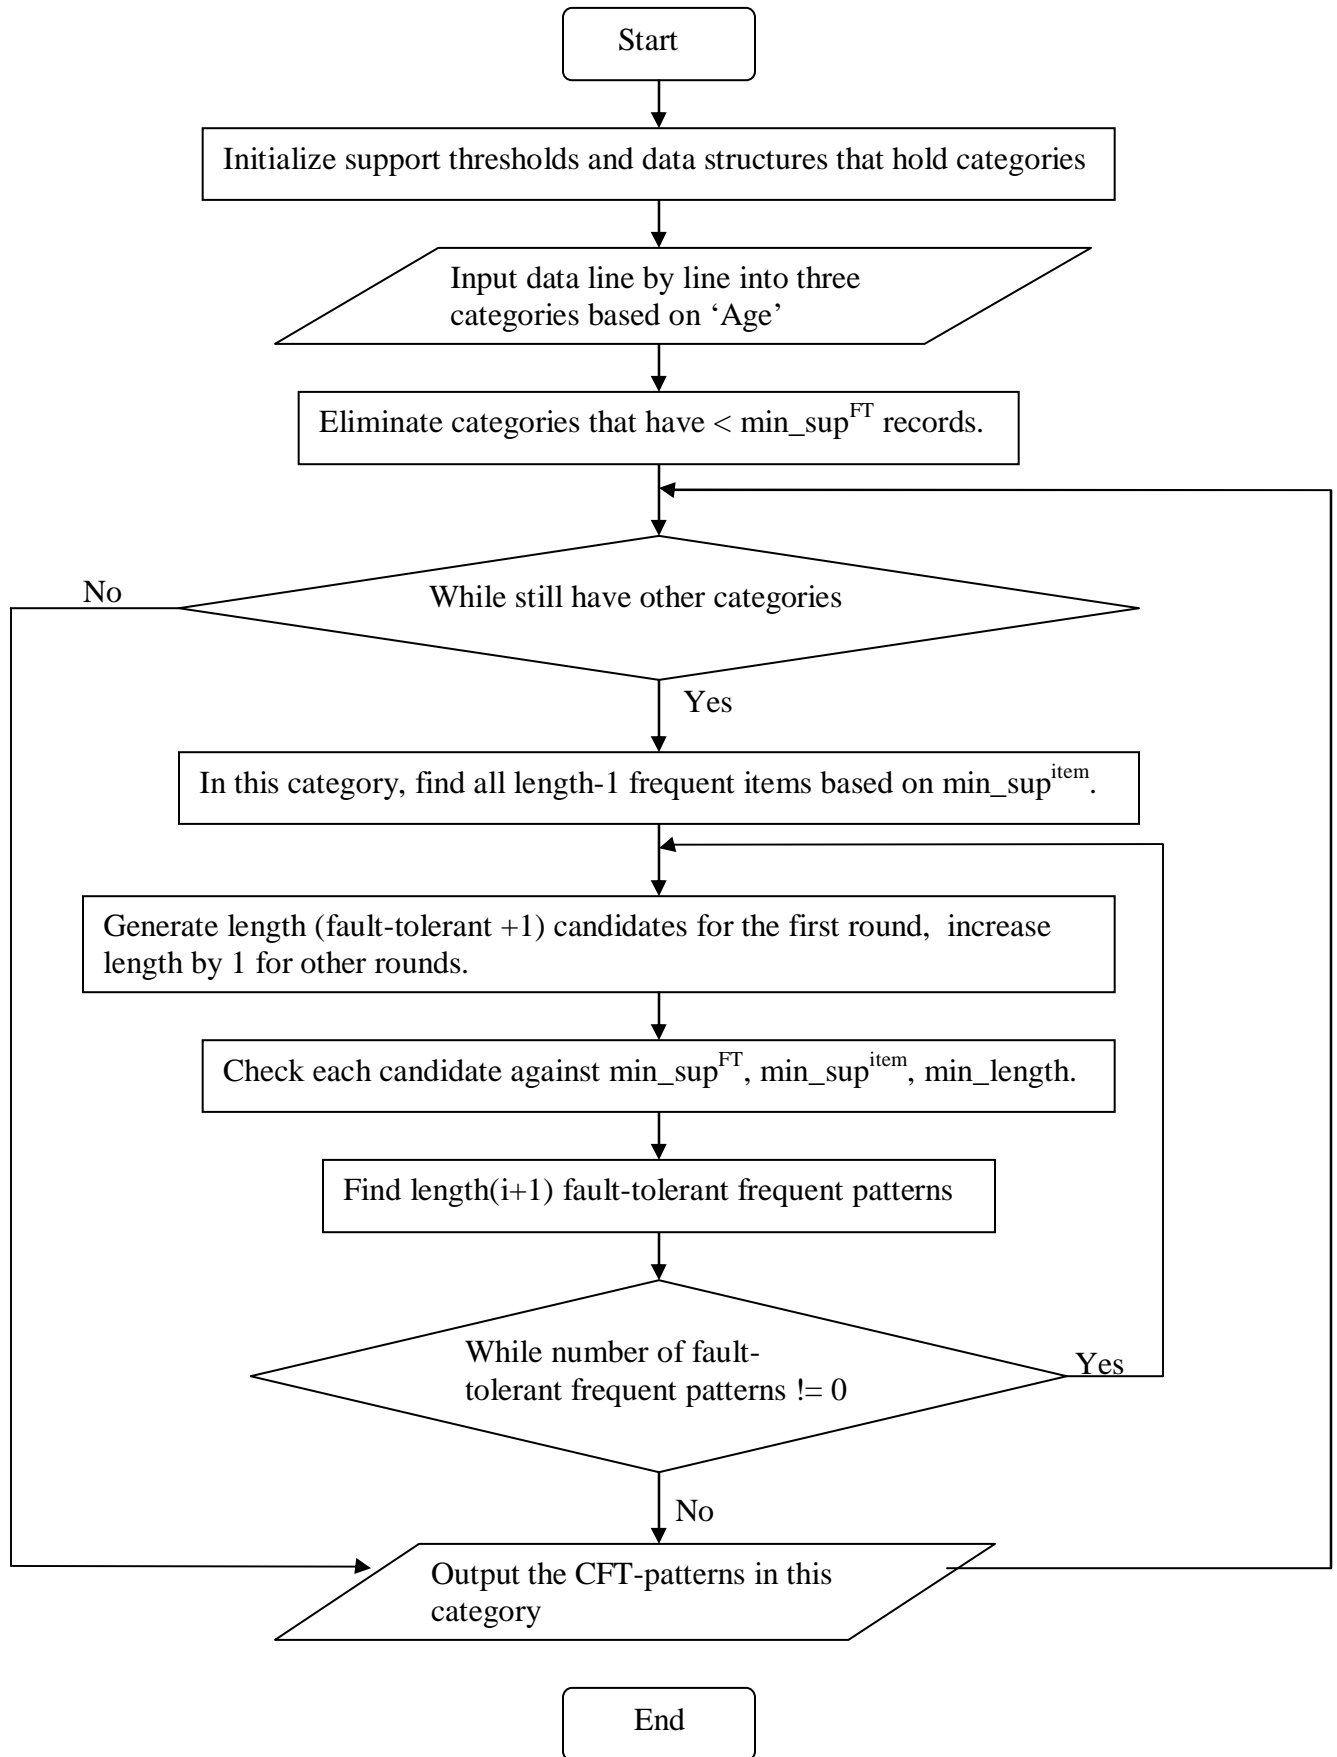 Start
Initialize support thresholds and data structures that hold categories
Input data line by line into three
categories based on ‘Age’
Eliminate categories that have < min_sup^FT records.
No
While still have other categories
Yes
In this category, find all length-1 frequent items based on min_sup^item.
Generate length (fault-tolerant +1) candidates for the first round,  increase
length by 1 for other rounds.
Check each candidate against min_sup^FT, min_sup^item, min_length.
Find length(i+1) fault-tolerant frequent patterns
While number of fault-
tolerant frequent patterns != 0
Yes
No
Output the CFT-patterns in this
category
End